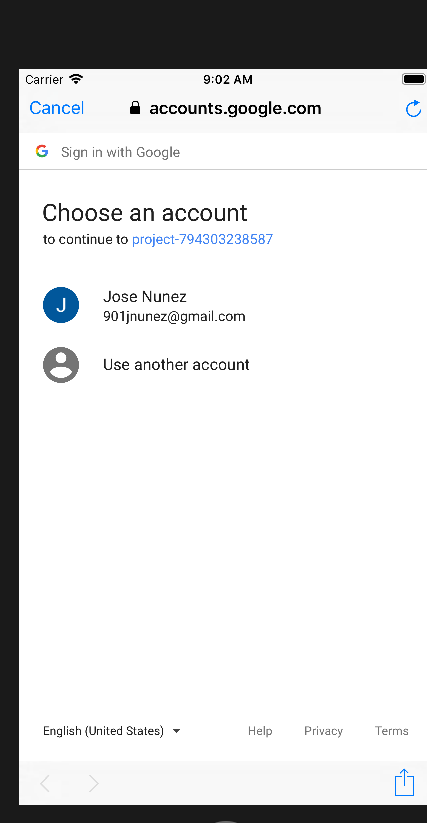 Carrier 9:02 AM
Cancel accounts.google.com
Sign in with Google
Choose an account
to continue to project-794303238587
J
Jose Nunez
901jnunez@gmail.com
Use another account
English (United States) Help Privacy Terms